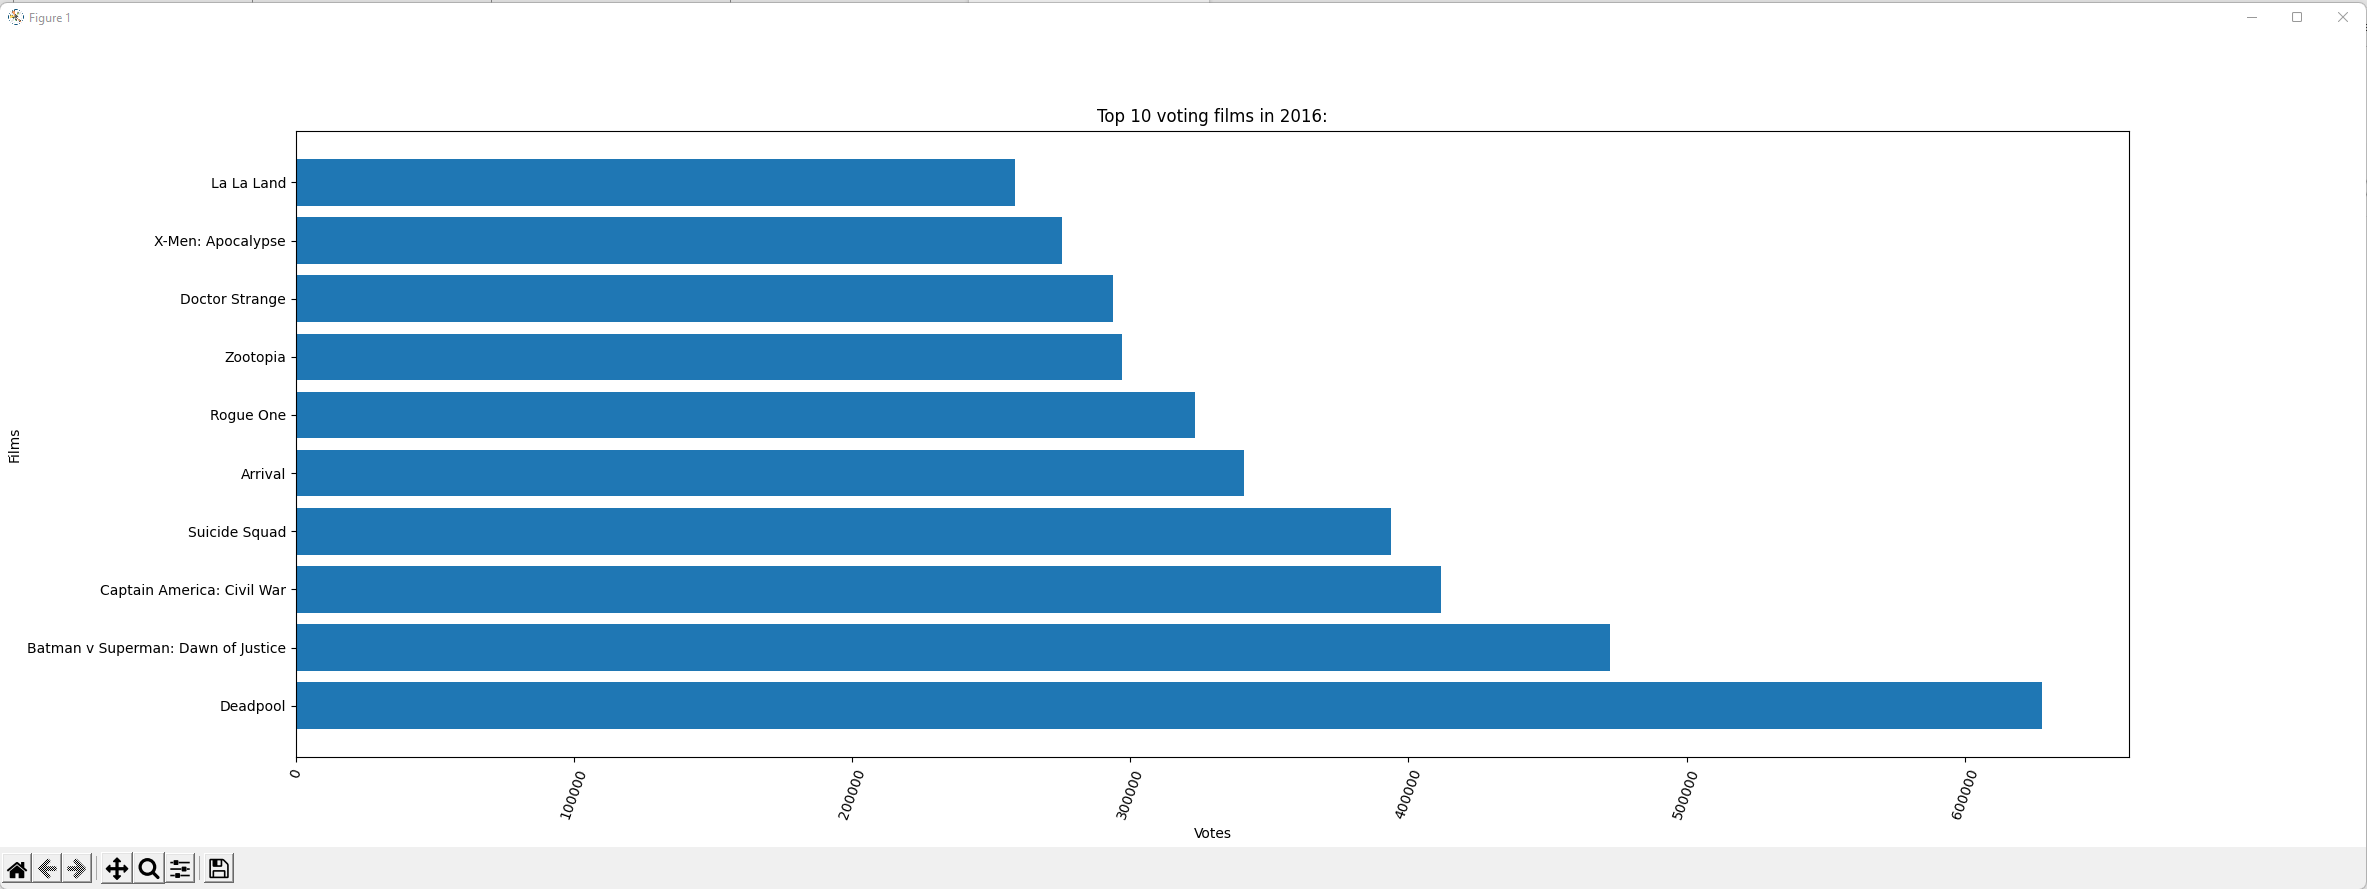 Figure 1
Top 10 voting films in 2016:
La La Land
X-Men: Apocalypse
Doctor Strange
Zootopia
Rogue One
Arrival
Suicide Squad
Captain America: Civil War
Batman v Superman: Dawn of Justice
Deadpool
Films
0
100000
200000
300000
400000
500000
600000
Votes